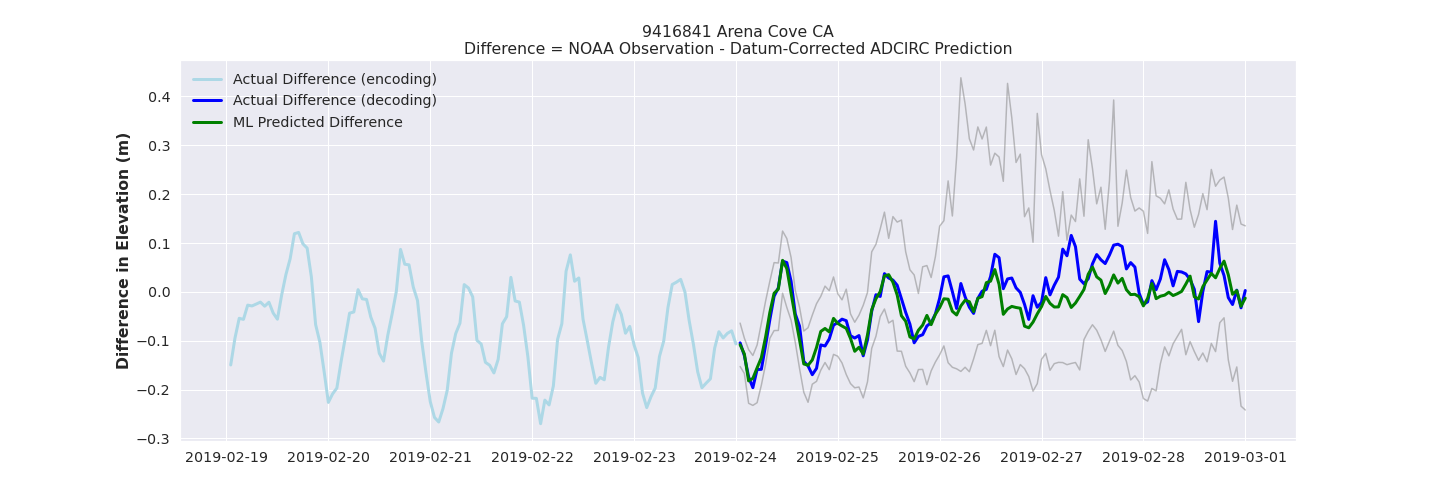 9416841 Arena Cove CA
Difference = NOAA Observation - Datum-Corrected ADCIRC Prediction
Actual Difference (encoding)
Actual Difference (decoding)
ML Predicted Difference
Difference in Elevation (m)
0.4
0.3
0.2
0.1
0.0
−0.1
−0.2
−0.3
2019-02-19 2019-02-20 2019-02-21 2019-02-22 2019-02-23 2019-02-24 2019-02-25 2019-02-26 2019-02-27 2019-02-28 2019-03-01